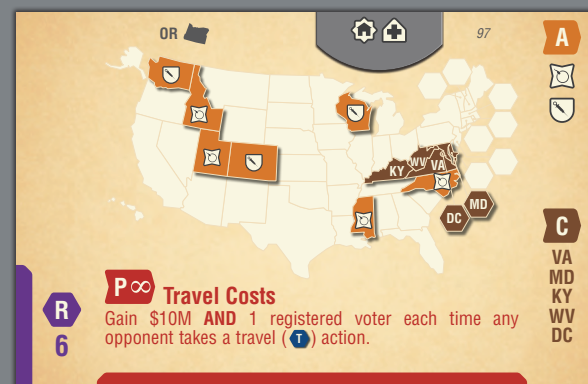 OR
97
A
KY
WV
VA
DC
MD
C
VA
MD
KY
WV
DC
R
6
P∞ Travel Costs
Gain $10M AND 1 registered voter each time any
opponent takes a travel ( T ) action.